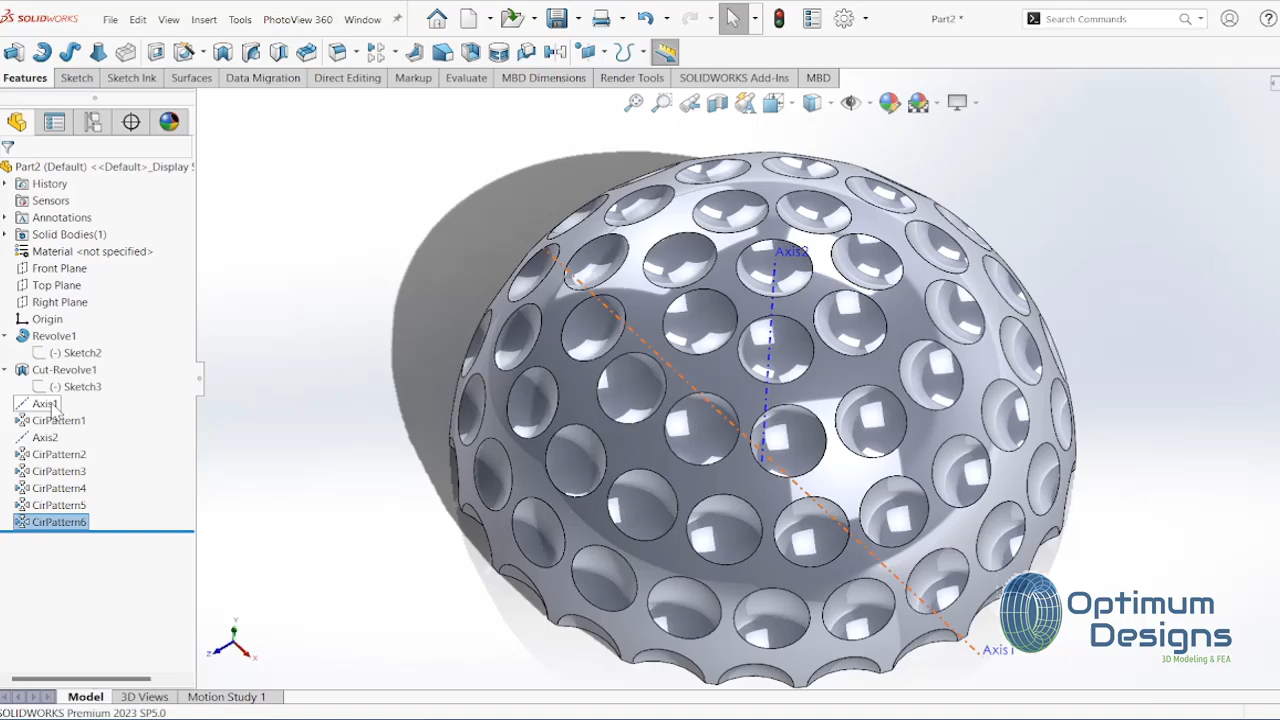 SOLIDWORKS
File
Edit
View
Insert
Tools
PhotoView 360
Window
Part2 *
Search Commands
Features
Sketch
Sketch Ink
Surfaces
Data Migration
Direct Editing
Markup
Evaluate
MBD Dimensions
Render Tools
SOLIDWORKS Add-Ins
MBD
Part2 (Default) <<Default>_Display S
History
Sensors
Annotations
Solid Bodies(1)
Material <not specified>
Front Plane
Top Plane
Right Plane
Origin
Revolve1
(-) Sketch2
Cut-Revolve1
(-) Sketch3
Axis1
CirPattern1
Axis2
CirPattern2
CirPattern3
CirPattern4
CirPattern5
CirPattern6
Axis2
Axis1
Y
Z
X
Optimum
Designs
3D Modeling & FEA
Model
3D Views
Motion Study 1
SOLIDWORKS Premium 2023 SP5.0